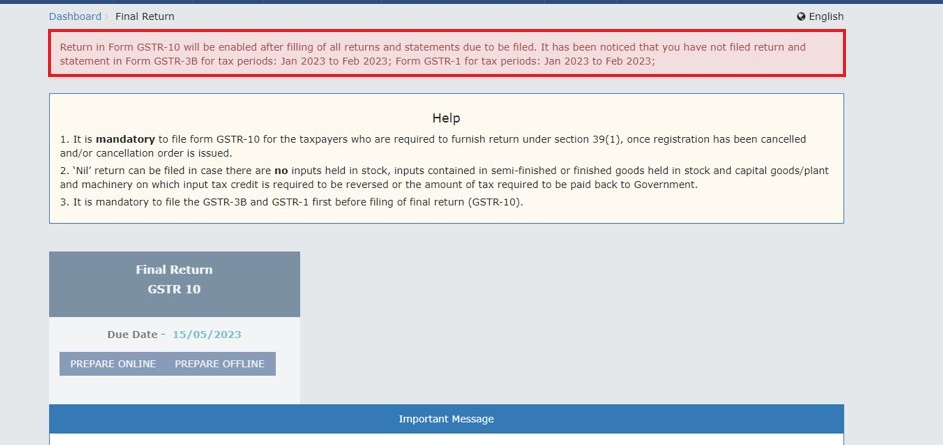 Dashboard › Final Return English
Return in Form GSTR-10 will be enabled after filling of all returns and statements due to be filed. It has been noticed that you have not filed return and
statement in Form GSTR-3B for tax periods: Jan 2023 to Feb 2023; Form GSTR-1 for tax periods: Jan 2023 to Feb 2023;
Help
1. It is mandatory to file form GSTR-10 for the taxpayers who are required to furnish return under section 39(1), once registration has been cancelled
and/or cancellation order is issued.
2. ‘Nil’ return can be filed in case there are no inputs held in stock, inputs contained in semi-finished or finished goods held in stock and capital goods/plant
and machinery on which input tax credit is required to be reversed or the amount of tax required to be paid back to Government.
3. It is mandatory to file the GSTR-3B and GSTR-1 first before filing of final return (GSTR-10).
Final Return
GSTR 10
Due Date - 15/05/2023
PREPARE ONLINE PREPARE OFFLINE
Important Message